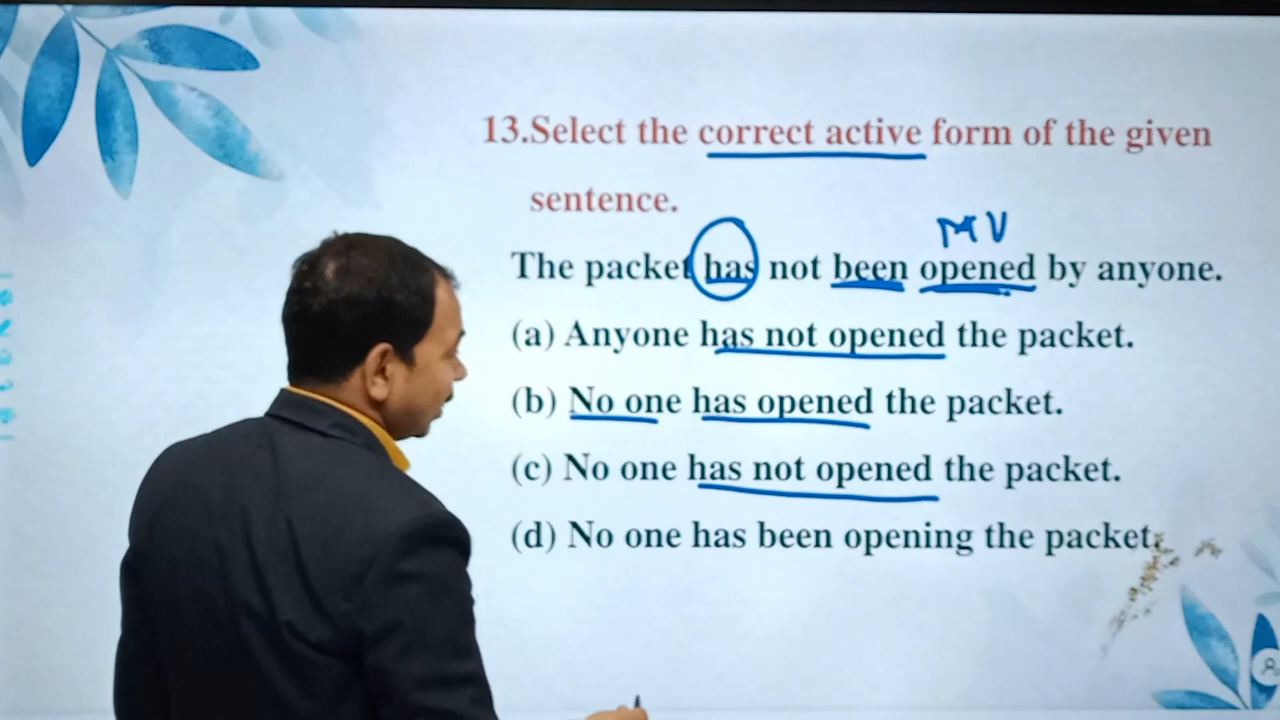 13.Select the correct active form of the given
sentence.
MV
The packet has not been opened by anyone.
(a) Anyone has not opened the packet.
(b) No one has opened the packet.
(c) No one has not opened the packet.
(d) No one has been opening the packet.